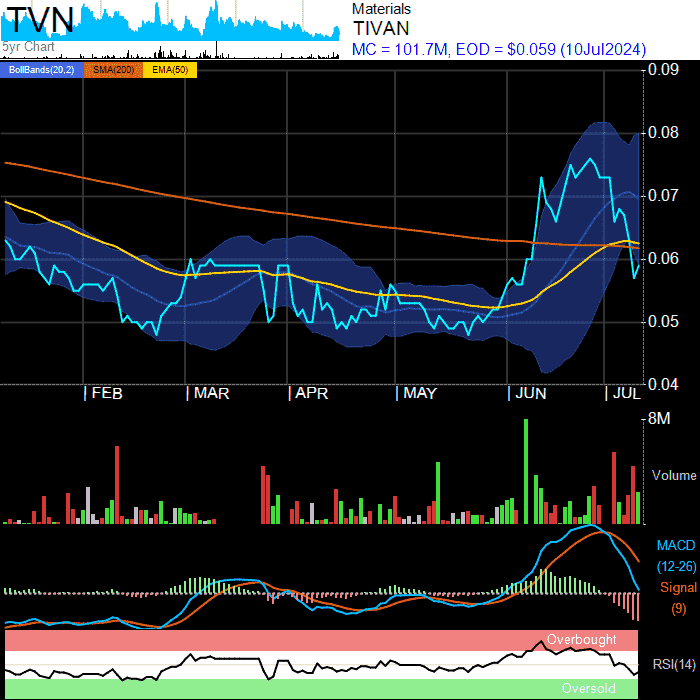 TVN
5yr Chart
Materials
TIVAN
MC = 101.7M, EOD = $0.059 (10Jul2024)
BollBands(20,2) SMA(200) EMA(50)
0.09
0.08
0.07
0.06
0.05
0.04
FEB MAR APR MAY JUN JUL
8M
Volume
MACD
(12-26)
Signal
(9)
Overbought
RSI(14)
Oversold